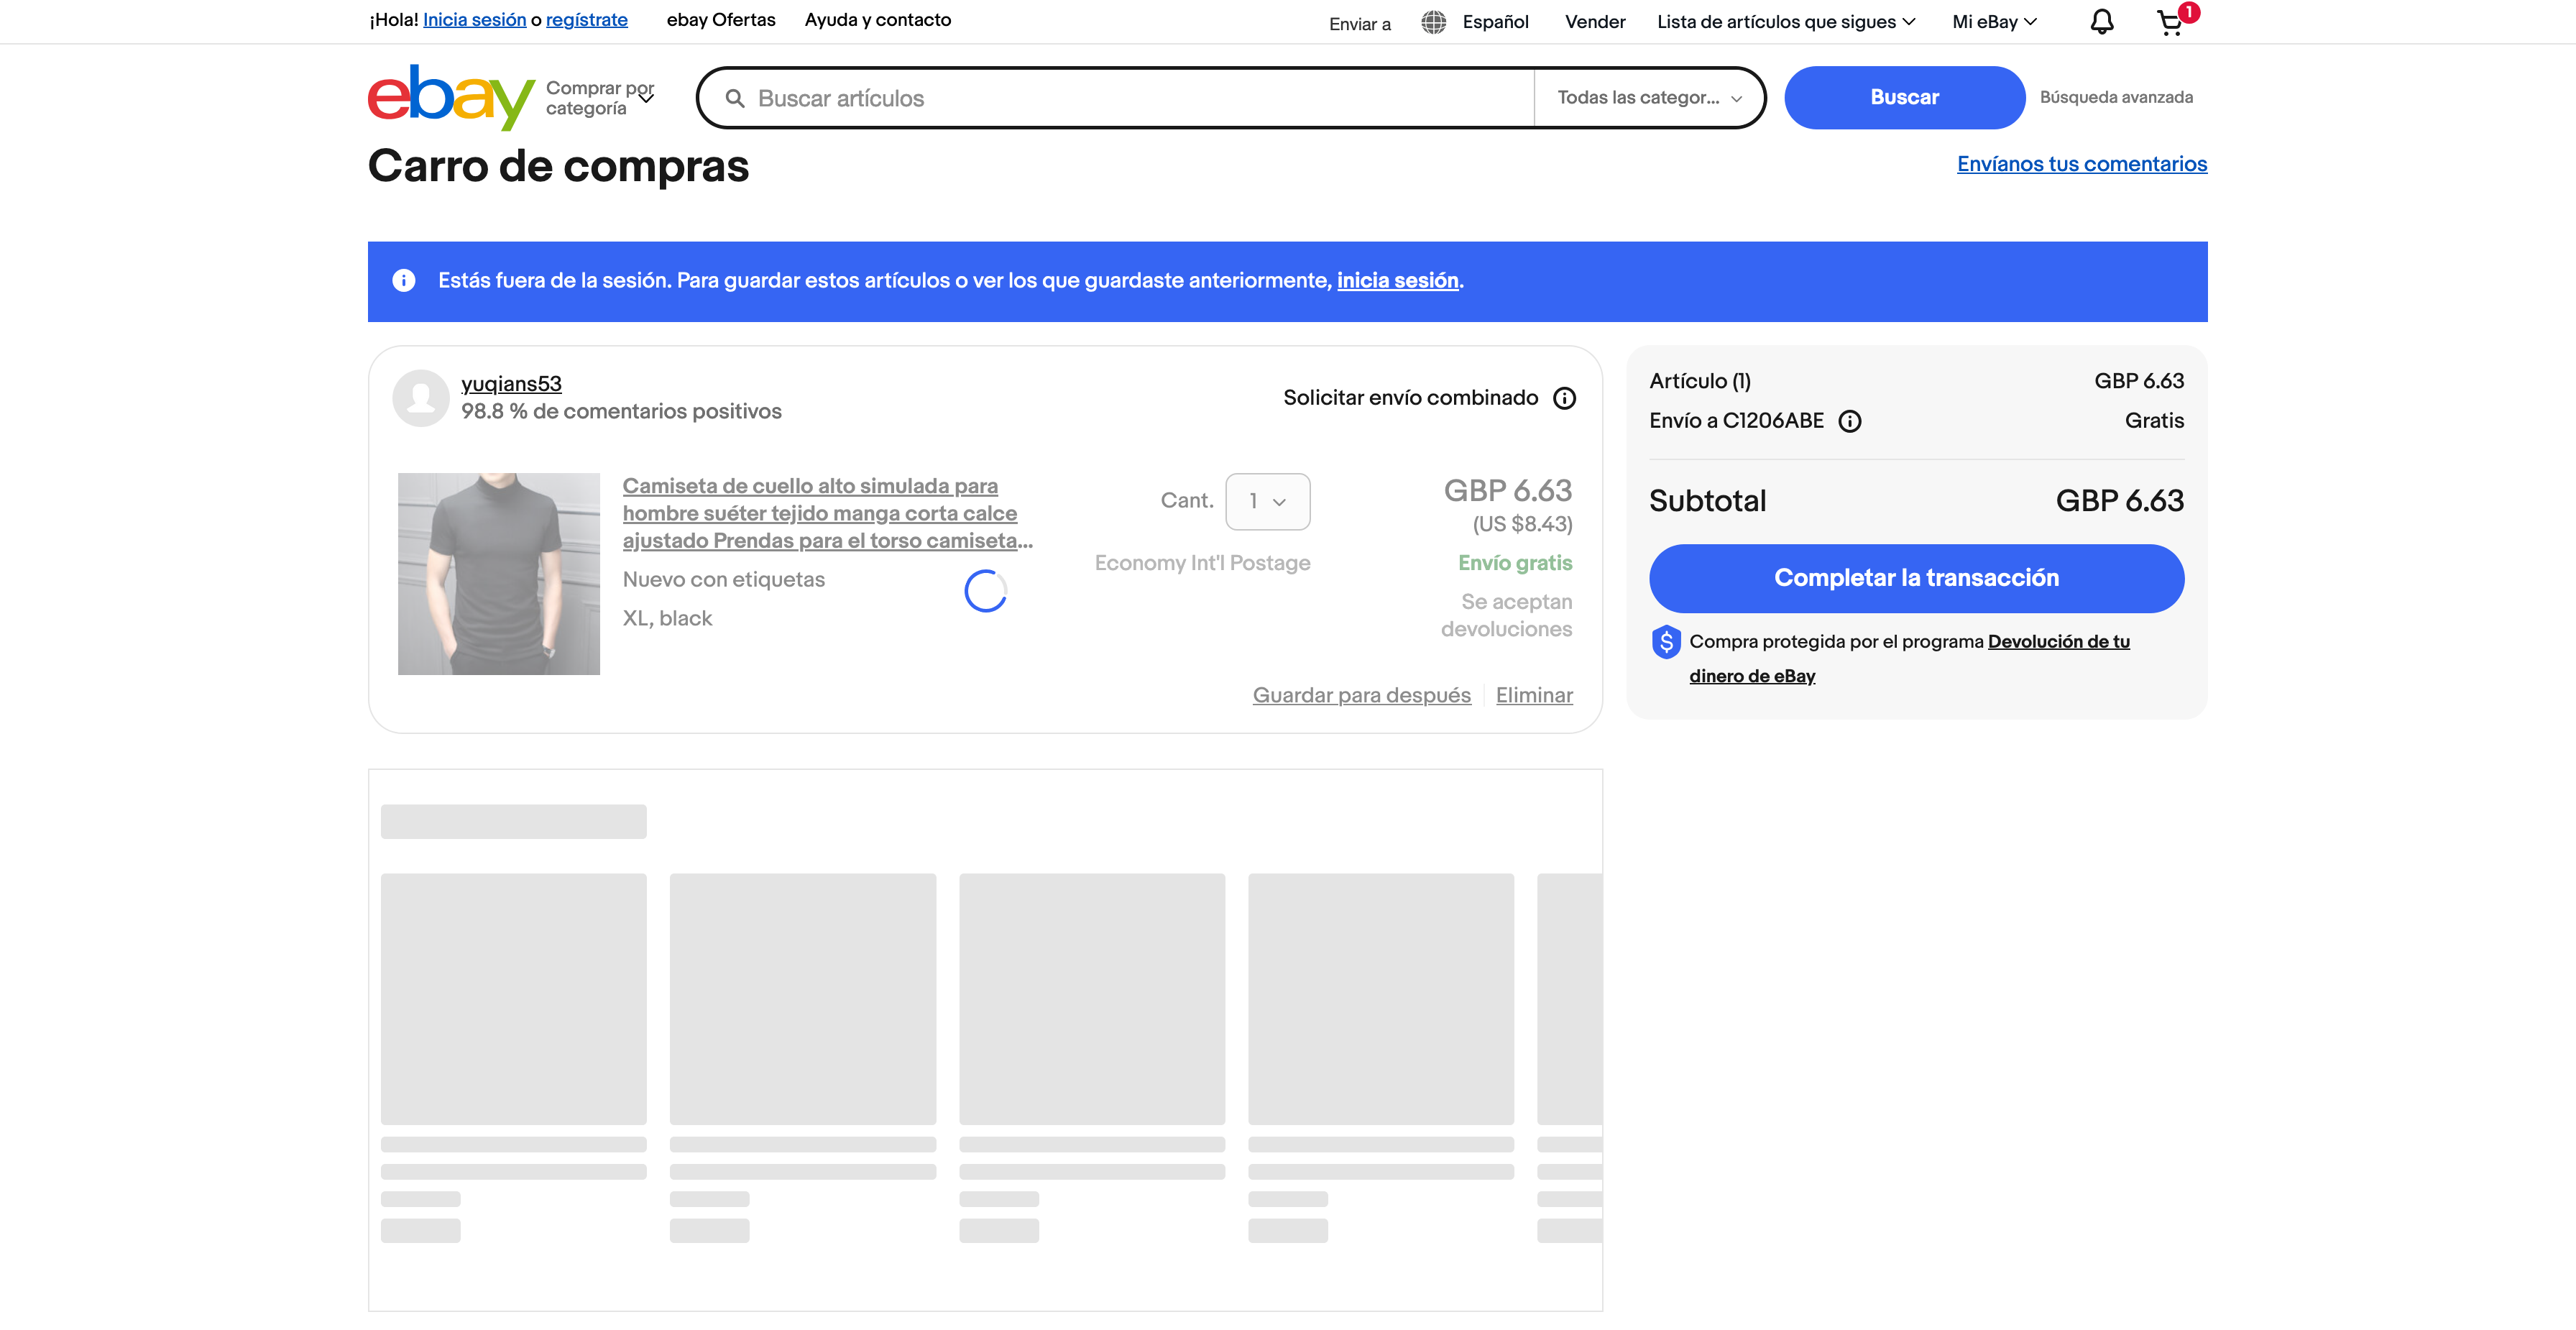 ¡Hola! Inicia sesión o regístrate
ebay Ofertas
Ayuda y contacto
Enviar a
Español
Vender
Lista de artículos que sigues
Mi eBay
1
ebay
Comprar por
categoría
Buscar artículos
Todas las categor...
Buscar
Búsqueda avanzada
Carro de compras
Envíanos tus comentarios
Estás fuera de la sesión. Para guardar estos artículos o ver los que guardaste anteriormente, inicia sesión.
yuqians53
98.8 % de comentarios positivos
Solicitar envío combinado
Camiseta de cuello alto simulada para
hombre suéter tejido manga corta calce
ajustado Prendas para el torso camiseta...
Nuevo con etiquetas
XL, black
Cant. 1
Economy Int'l Postage
GBP 6.63
(US $8.43)
Envío gratis
Se aceptan
devoluciones
Guardar para después
Eliminar
Artículo (1) GBP 6.63
Envío a C1206ABE Gratis
Subtotal GBP 6.63
Completar la transacción
Compra protegida por el programa Devolución de tu
dinero de eBay